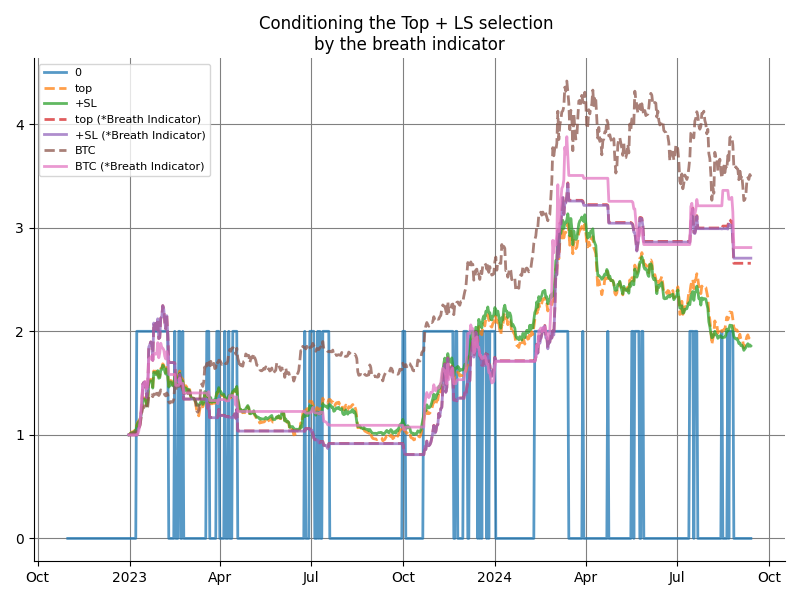 Conditioning the Top + LS selection
by the breath indicator
0
top
+SL
top (*Breath Indicator)
+SL (*Breath Indicator)
BTC
BTC (*Breath Indicator)
4
3
2
1
0
Oct
2023
Apr
Jul
Oct
2024
Apr
Jul
Oct